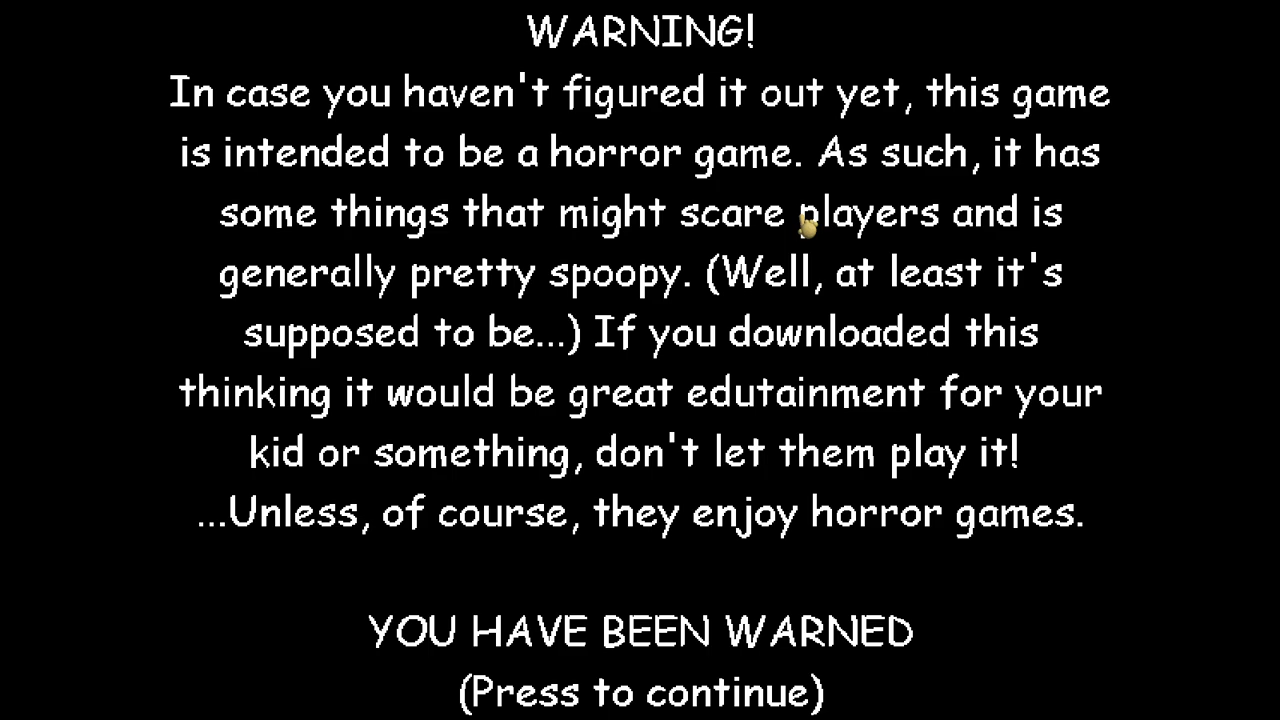 WARNING!
In case you haven't figured it out yet, this game
is intended to be a horror game. As such, it has
some things that might scare players and is
generally pretty spoopy. (Well, at least it's
supposed to be...) If you downloaded this
thinking it would be great edutainment for your
kid or something, don't let them play it!
...Unless, of course, they enjoy horror games.
YOU HAVE BEEN WARNED
(Press to continue)